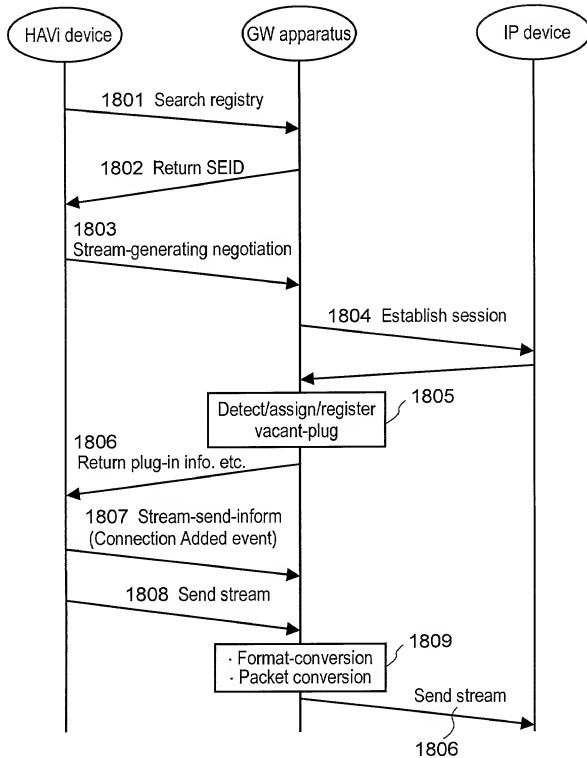 HAVi device
GW apparatus
IP device
1801 Search registry
1802 Return SEID
1803
Stream-generating negotiation
1804 Establish session
Detect/assign/register
vacant-plug
1805
1806
Return plug-in info. etc.
1807 Stream-send-inform
(Connection Added event)
1808 Send stream
· Format-conversion
· Packet conversion
1809
Send stream
1806